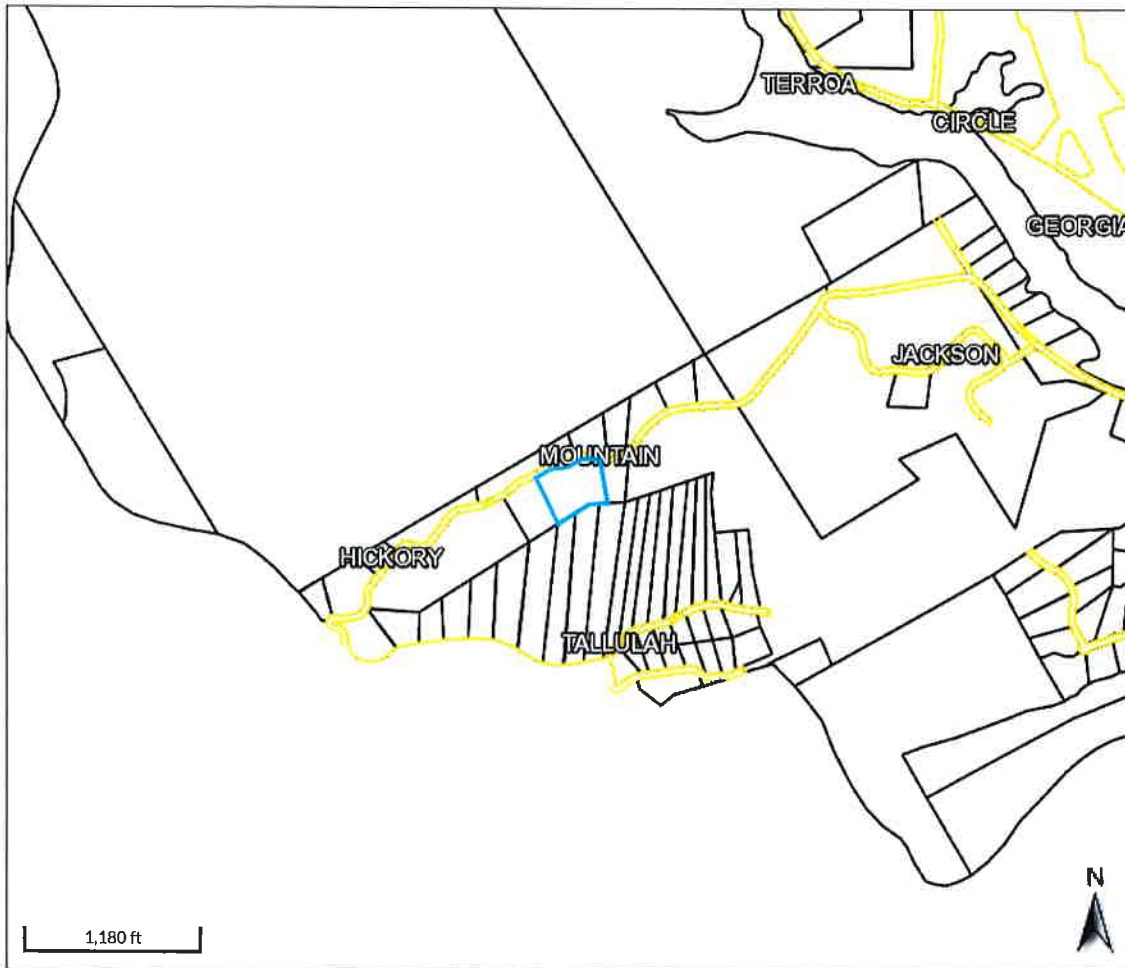 TERROA
CIRCLE
GEORGIA
JACKSON
MOUNTAIN
HICKORY
TALLULAH
N
1,180 ft